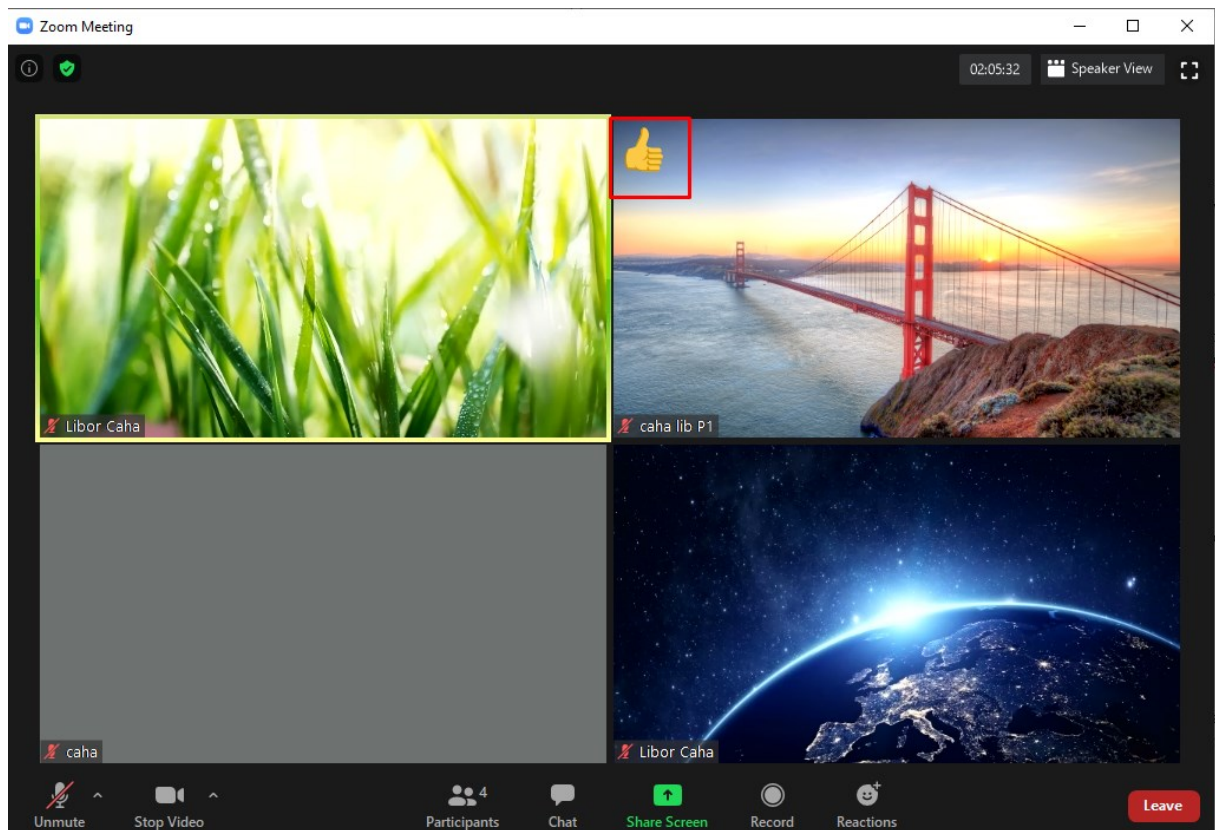 Zoom Meeting
02:05:32 Speaker View
Libor Caha
caha lib P1
caha
Libor Caha
4
Unmute Stop Video Participants Chat Share Screen Record Reactions Leave